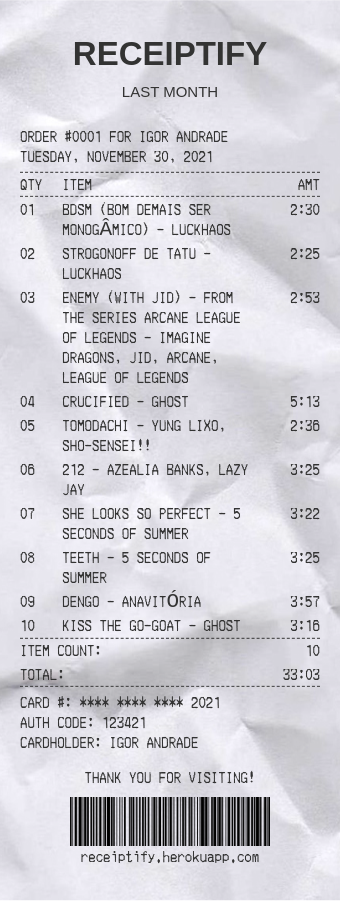 RECEIPTIFY
LAST MONTH
ORDER #0001 FOR IGOR ANDRADE
TUESDAY, NOVEMBER 30, 2021
QTY ITEM AMT
01 BDSM (BOM DEMAIS SER 2:30
MONOGÂMICO) - LUCKHAOS
02 STROGONOFF DE TATU - 2:25
LUCKHAOS
03 ENEMY (WITH JID) - FROM 2:53
THE SERIES ARCANE LEAGUE
OF LEGENDS - IMAGINE
DRAGONS, JID, ARCANE,
LEAGUE OF LEGENDS
04 CRUCIFIED - GHOST 5:13
05 TOMODACHI - YUNG LIXO, 2:36
SHO-SENSEI!!
06 212 - AZEALIA BANKS, LAZY 3:25
JAY
07 SHE LOOKS SO PERFECT - 5 3:22
SECONDS OF SUMMER
08 TEETH - 5 SECONDS OF 3:25
SUMMER
09 DENGO - ANAVITÓRIA 3:57
10 KISS THE GO-GOAT - GHOST 3:16
ITEM COUNT: 10
TOTAL: 33:03
CARD #: **** **** **** 2021
AUTH CODE: 123421
CARDHOLDER: IGOR ANDRADE
THANK YOU FOR VISITING!
receiptify.herokuapp.com